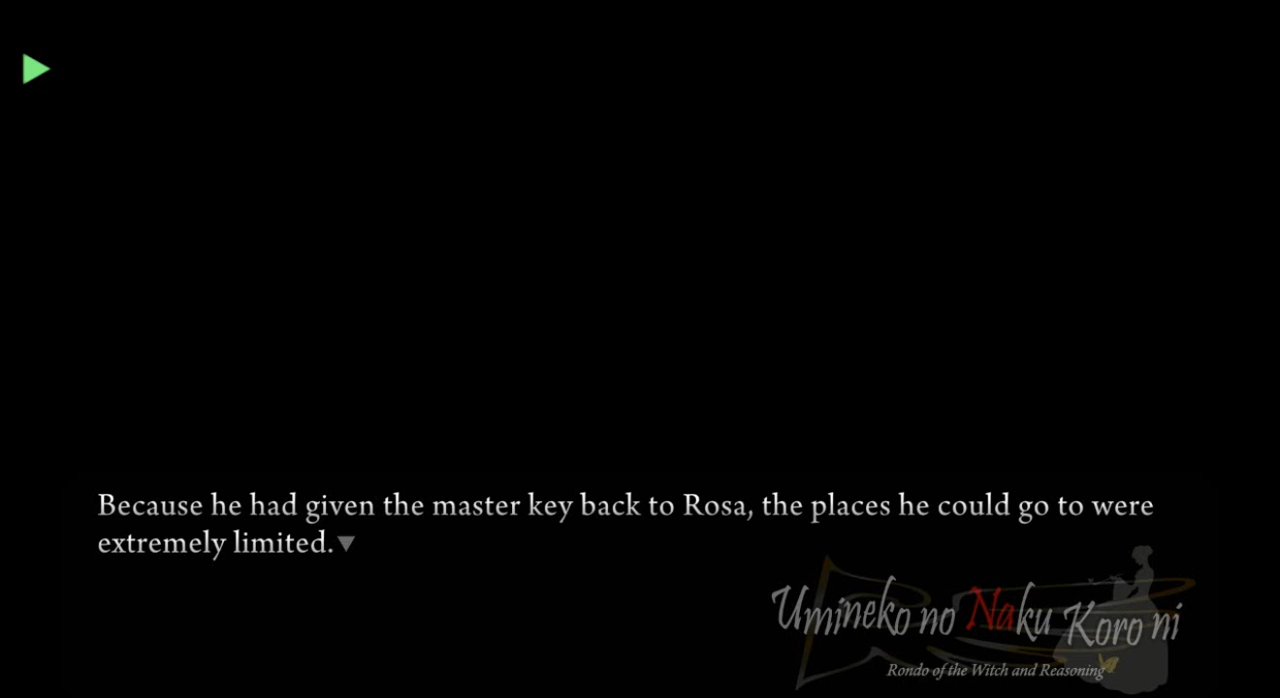 Because he had given the master key back to Rosa, the places he could go to were
extremely limited.
Umineko no Naku Koro ni
Rondo of the Witch and Reasoning